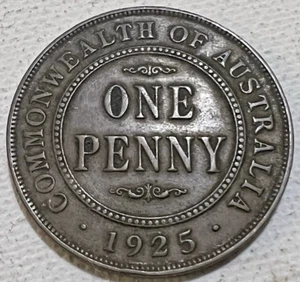 COMMONWEALTH OF AUSTRALIA
ONE
PENNY
· 1925 ·